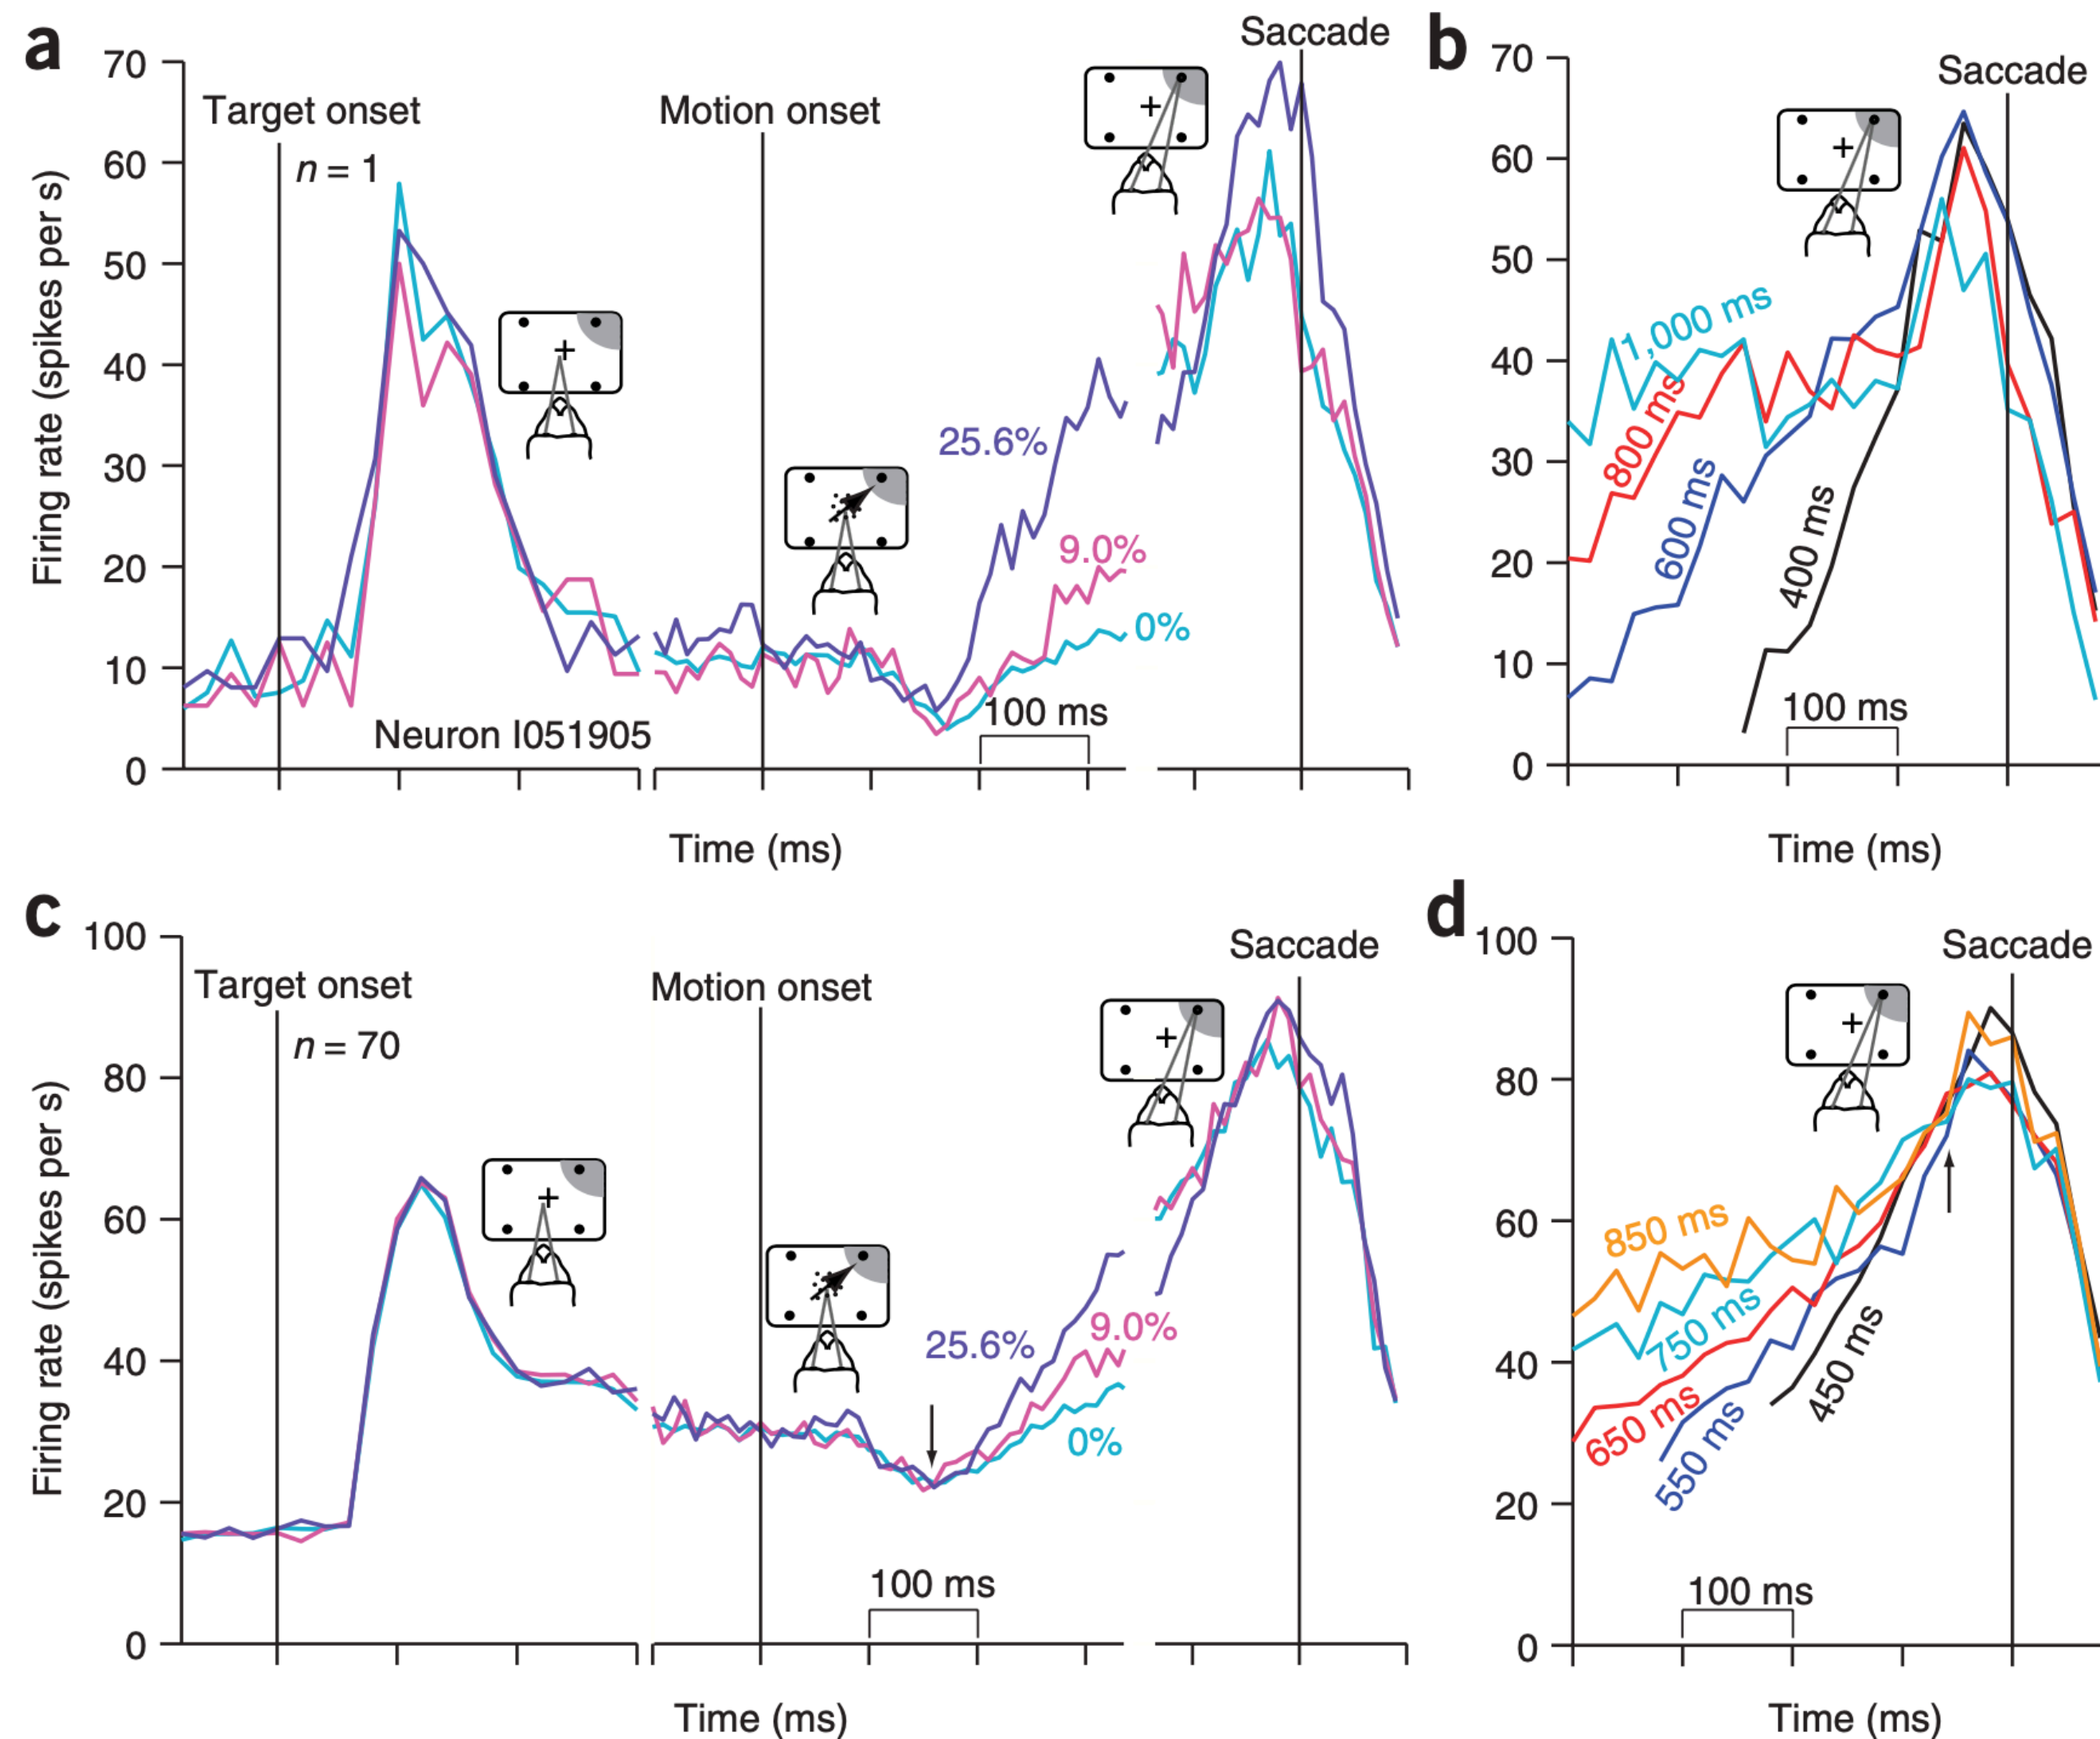 a
Firing rate (spikes per s)
70
60
50
40
30
20
10
0
Target onset
n = 1
Neuron I051905
Motion onset
25.6%
9.0%
0%
100 ms
Saccade
Time (ms)
b
70
60
50
40
30
20
10
0
Saccade
1,000 ms
800 ms
600 ms
400 ms
100 ms
Time (ms)
c
Firing rate (spikes per s)
100
80
60
40
20
0
Target onset
n = 70
Motion onset
25.6%
9.0%
0%
100 ms
Saccade
Time (ms)
d
100
80
60
40
20
0
Saccade
850 ms
750 ms
650 ms
550 ms
450 ms
100 ms
Time (ms)